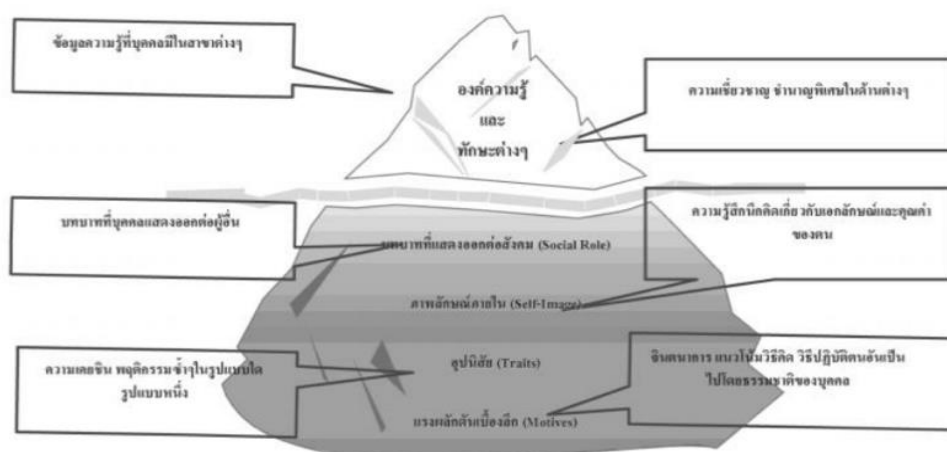 ข้อมูลความรู้ที่บุคคลมีในสาขาต่างๆ
องค์ความรู้
และ
ทักษะต่างๆ
ความเชี่ยวชาญ ชำนาญพิเศษในด้านต่างๆ
บทบาทที่บุคคลแสดงออกต่อผู้อื่น
บทบาทที่แสดงออกต่อสังคม (Social Role)
ความรู้สึกนึกคิดเกี่ยวกับเอกลักษณ์และคุณค่า
ของตน
ภาพลักษณ์ภายใน (Self-Image)
ความเคยชิน พฤติกรรมซ้ำๆในรูปแบบใด
รูปแบบหนึ่ง
อุปนิสัย (Traits)
จินตนาการ แนวโน้มวิธีคิด วิธีปฏิบัติตนอันเป็น
ไปโดยธรรมชาติของบุคคล
แรงผลักดันเบื้องลึก (Motives)